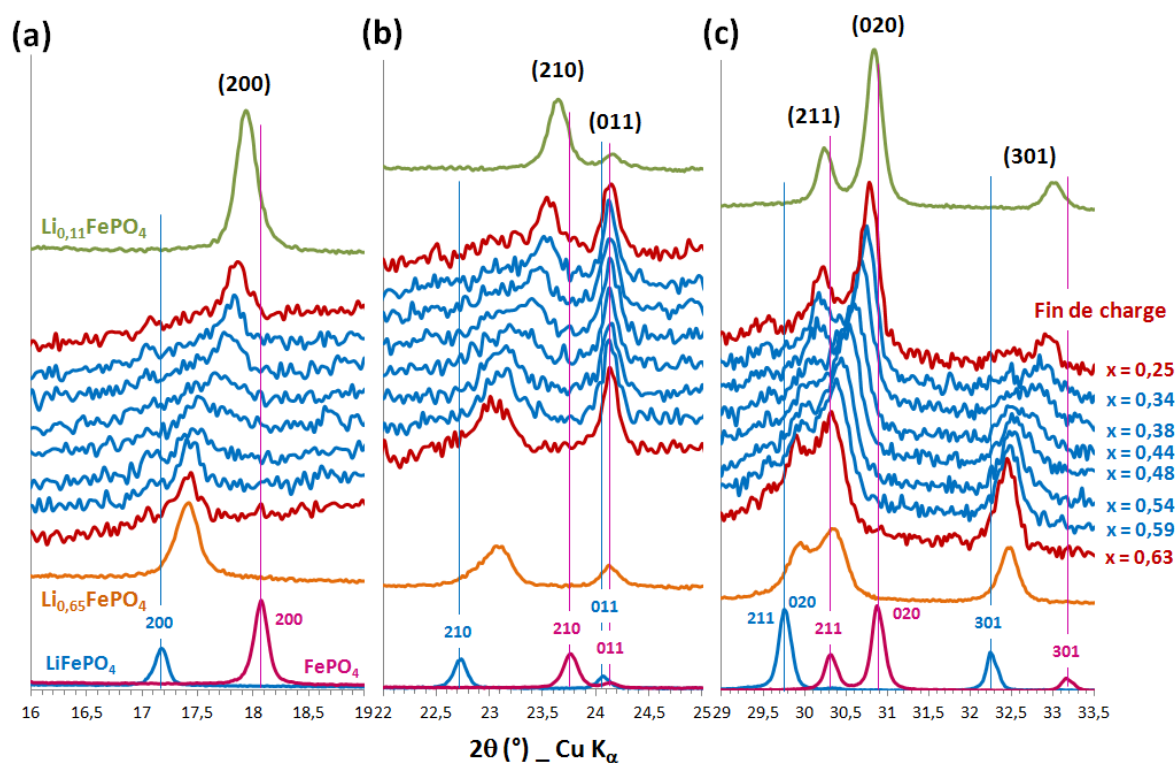 (a)
(b)
(c)
(200)
(210)
(011)
(211)
(020)
(301)
Li0,11FePO4
Fin de charge
x = 0,25
x = 0,34
x = 0,38
x = 0,44
x = 0,48
x = 0,54
x = 0,59
x = 0,63
Li0,65FePO4
200
200
LiFePO4
FePO4
210
210
011
011
211
020
211
020
301
301
16
16,5
17
17,5
18
18,5
19
22
22,5
23
23,5
24
24,5
25
29
29,5
30
30,5
31
31,5
32
32,5
33
33,5
2θ (°) _ Cu Kα